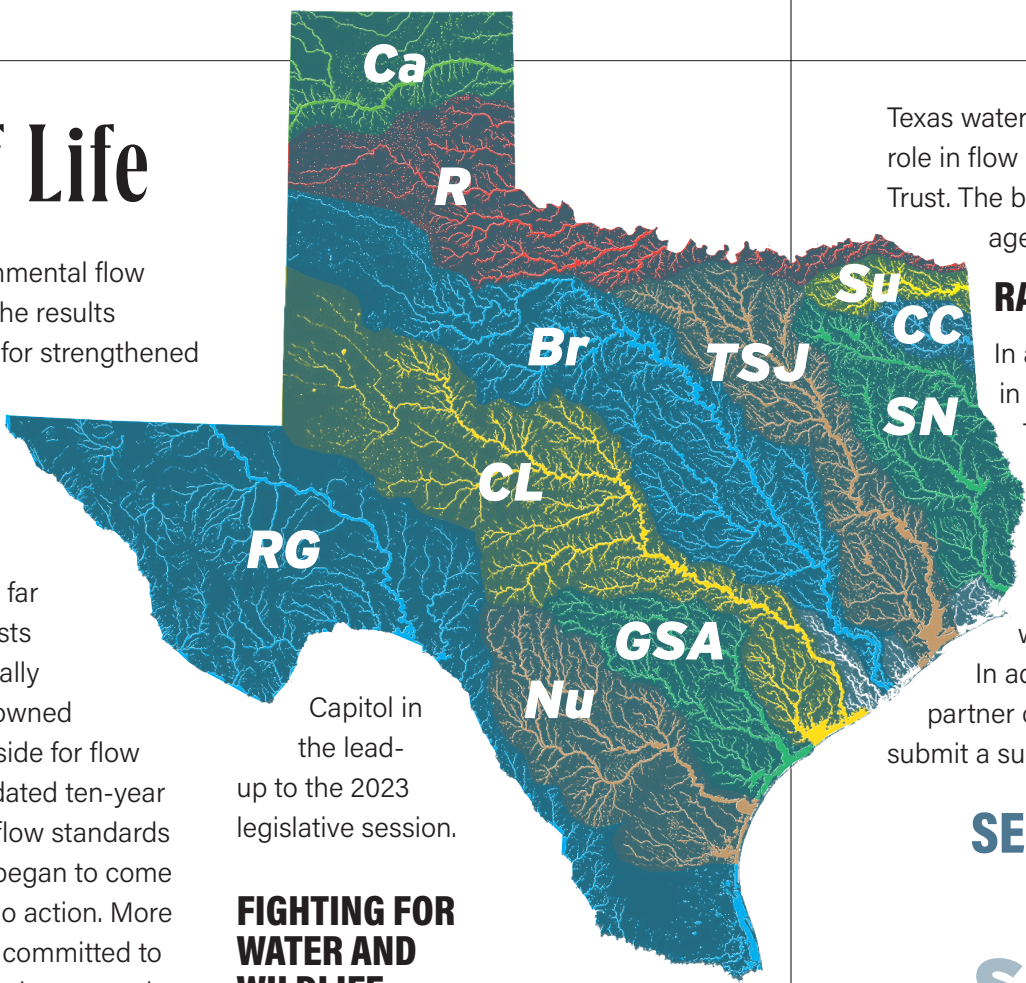 Life
nmental flow
he results
for strengthened
far
sts
ally
owned
side for flow
dated ten-year
flow standards
began to come
o action. More
committed to
Capitol in
the lead-
up to the 2023
legislative session.
FIGHTING FOR
WATER AND
WILDLIFE
Ca
R
Su
CC
Br
TSJ
SN
CL
RG
GSA
Nu
Texas water
role in flow
Trust. The b
age
RA
In a
in
w
In ac
partner
submit a su
SE
S